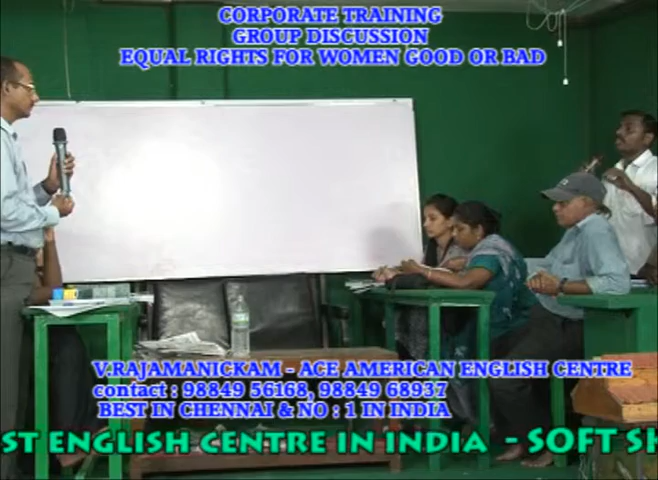 CORPORATE TRAINING
GROUP DISCUSSION
EQUAL RIGHTS FOR WOMEN GOOD OR BAD
V.RAJAMANICKAM - ACE AMERICAN ENGLISH CENTRE
contact : 98849 56168, 98849 68937
BEST IN CHENNAI & NO : 1 IN INDIA
ST ENGLISH CENTRE IN INDIA - SOFT SK